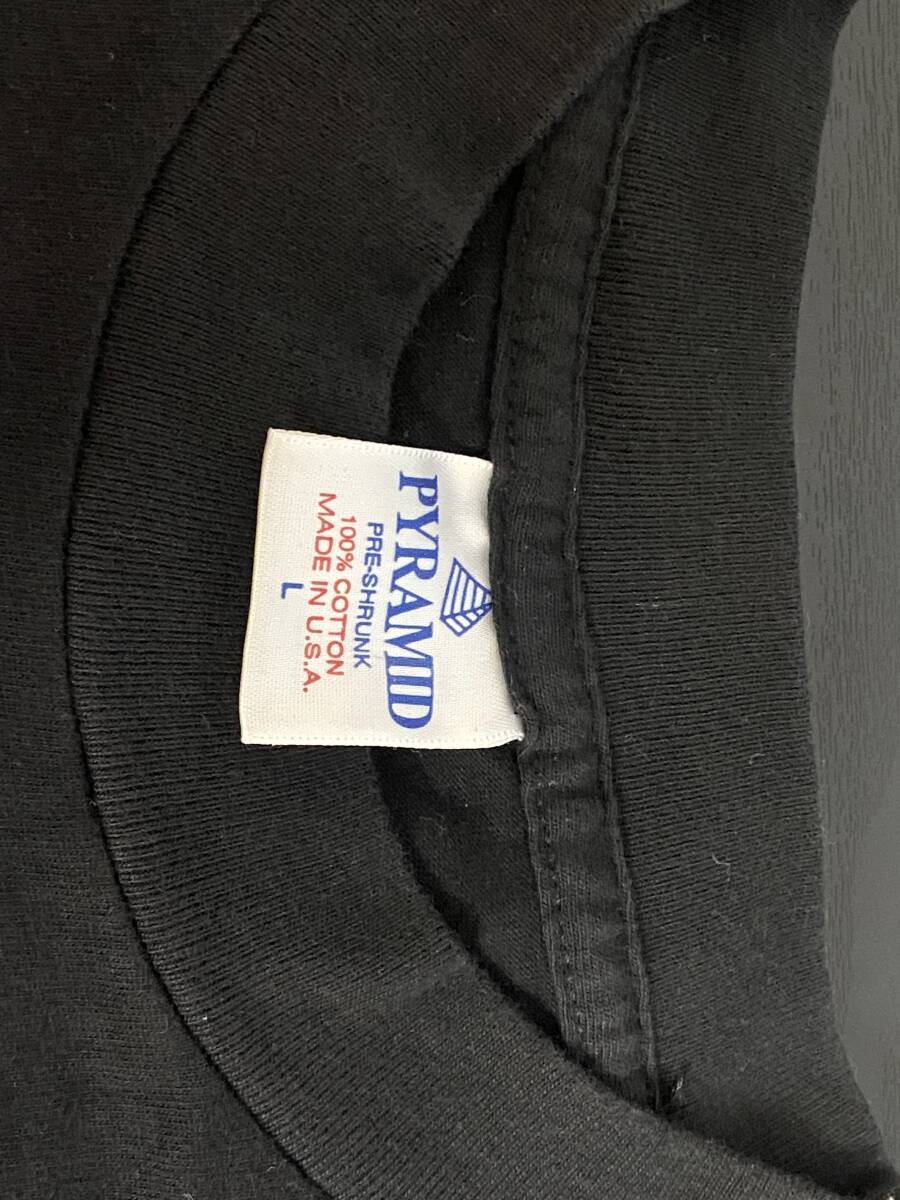 PYRAMID
PRE-SHRUNK
100% COTTON
MADE IN U.S.A.
L